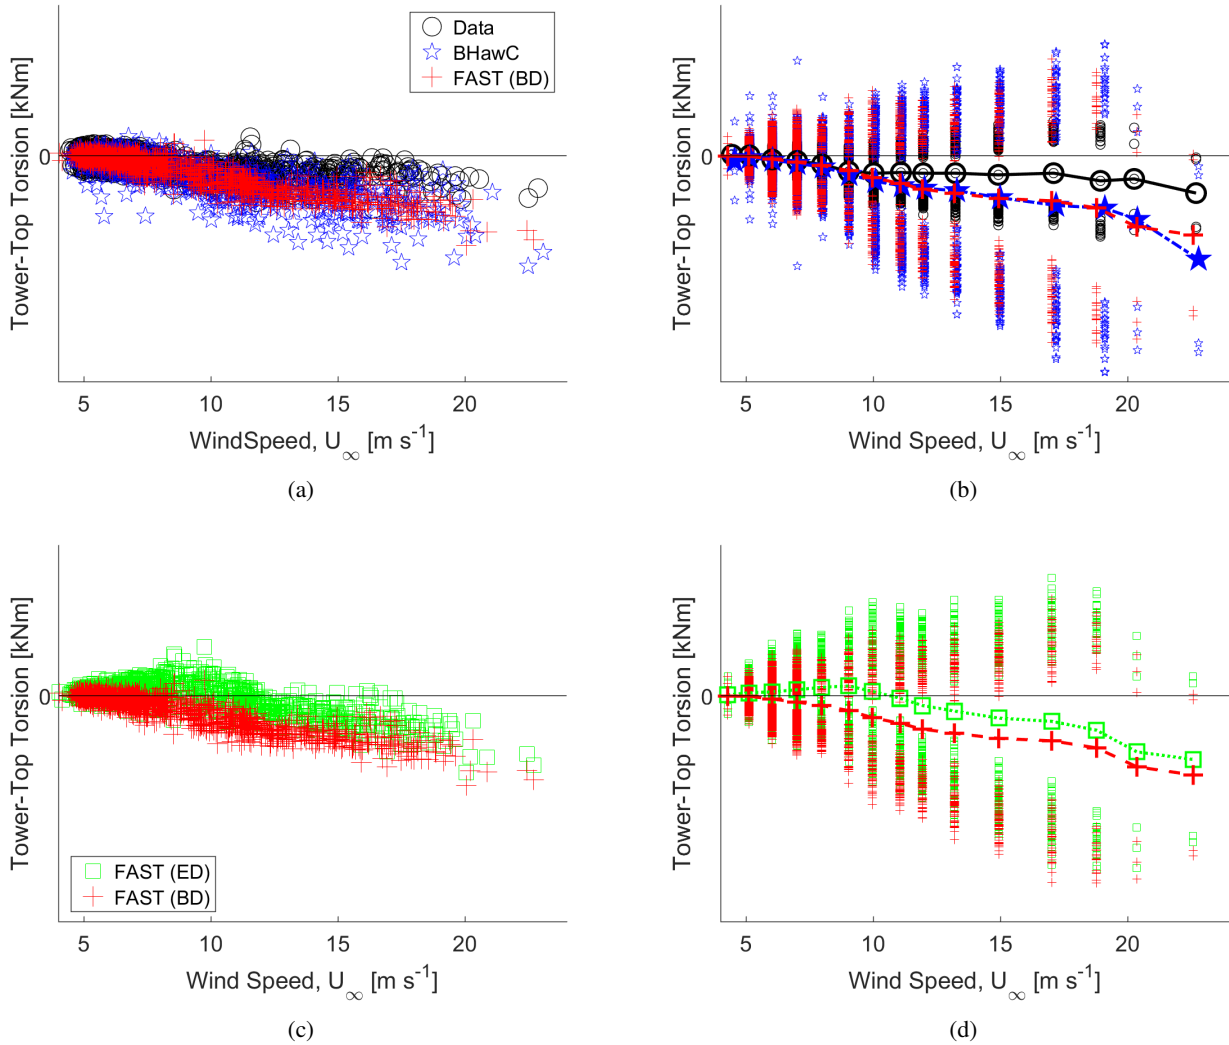 Tower-Top Torsion [kNm]
0
Data
BHawC
FAST (BD)
5 10 15 20
WindSpeed, U∞ [m s-1]
(a)
Tower-Top Torsion [kNm]
0
5 10 15 20
Wind Speed, U∞ [m s-1]
(b)
Tower-Top Torsion [kNm]
0
FAST (ED)
FAST (BD)
5 10 15 20
Wind Speed, U∞ [m s-1]
(c)
Tower-Top Torsion [kNm]
0
5 10 15 20
Wind Speed, U∞ [m s-1]
(d)